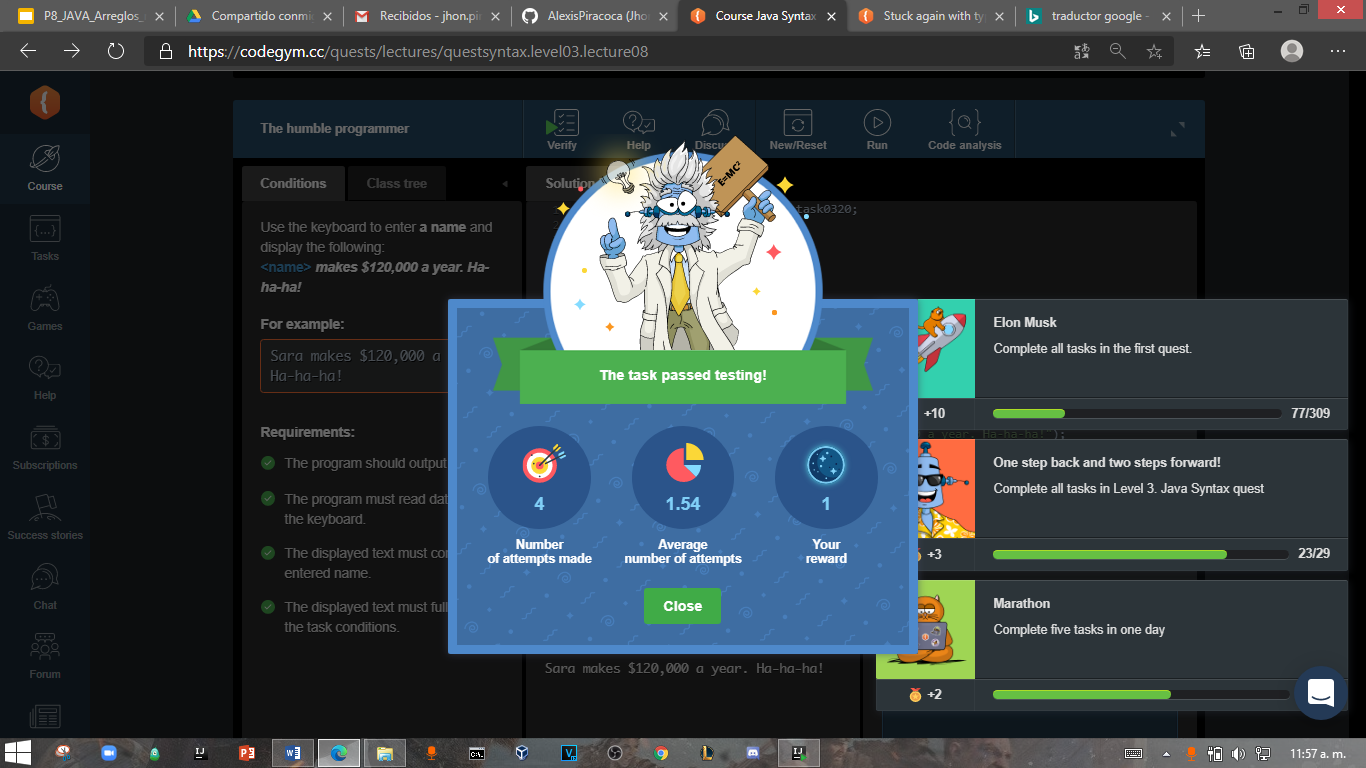 P8_JAVA_Arreglos_
Compartido conmi
Recibidos - jhon.pi
AlexisPiracoca (Jho
Course Java Syntax
Stuck again with ty
traductor google -
https://codegym.cc/quests/lectures/questsyntax.level03.lecture08
The humble programmer
Verify
Help
New/Reset
Run
Code analysis
Course
Tasks
Games
Help
Subscriptions
Success stories
Chat
Forum
Conditions
Class tree
Solution
Use the keyboard to enter a name and
display the following:
<name> makes $120,000 a year. Ha-
ha-ha!
For example:
Sara makes $120,000 a
Ha-ha-ha!
Requirements:
The program should output
The program must read
the keyboard.
The displayed text must
entered name.
The displayed text must
the task conditions.
task0320;
E=MC²
The task passed testing!
4
Number
of attempts made
1.54
Average
number of attempts
1
Your
reward
Close
a year. Ha-ha-ha!");
Sara makes $120,000 a year. Ha-ha-ha!
Elon Musk
Complete all tasks in the first quest.
+10
77/309
One step back and two steps forward!
Complete all tasks in Level 3. Java Syntax quest
+3
23/29
Marathon
Complete five tasks in one day
+2
11:57 a. m.